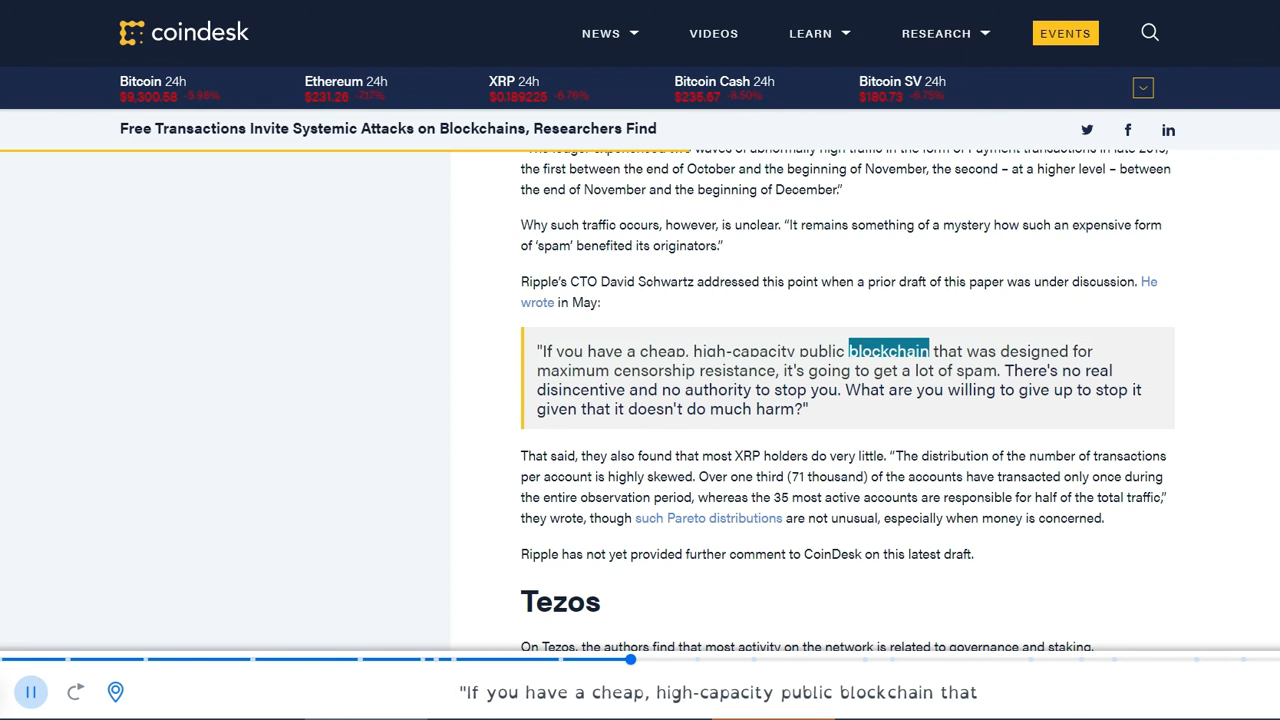 coindesk
NEWS VIDEOS LEARN RESEARCH EVENTS
Bitcoin 24h Ethereum 24h XRP 24h Bitcoin Cash 24h Bitcoin SV 24h
$9,300.58 -5.98% $231.26 -7.17% $0.189225 -6.76% $235.67 -8.50% $180.73 -6.75%
Free Transactions Invite Systemic Attacks on Blockchains, Researchers Find
“The ledger experienced two waves of abnormally high traffic in the form of Payment transactions in late 2019,
the first between the end of October and the beginning of November, the second – at a higher level – between
the end of November and the beginning of December.”
Why such traffic occurs, however, is unclear. “It remains something of a mystery how such an expensive form
of ‘spam’ benefited its originators.”
Ripple’s CTO David Schwartz addressed this point when a prior draft of this paper was under discussion. He
wrote in May:
"If you have a cheap, high-capacity public blockchain that was designed for
maximum censorship resistance, it's going to get a lot of spam. There's no real
disincentive and no authority to stop you. What are you willing to give up to stop it
given that it doesn't do much harm?"
That said, they also found that most XRP holders do very little. “The distribution of the number of transactions
per account is highly skewed. Over one third (71 thousand) of the accounts have transacted only once during
the entire observation period, whereas the 35 most active accounts are responsible for half of the total traffic,”
they wrote, though such Pareto distributions are not unusual, especially when money is concerned.
Ripple has not yet provided further comment to CoinDesk on this latest draft.
Tezos
On Tezos, the authors find that most activity on the network is related to governance and staking.
"If you have a cheap, high-capacity public blockchain that